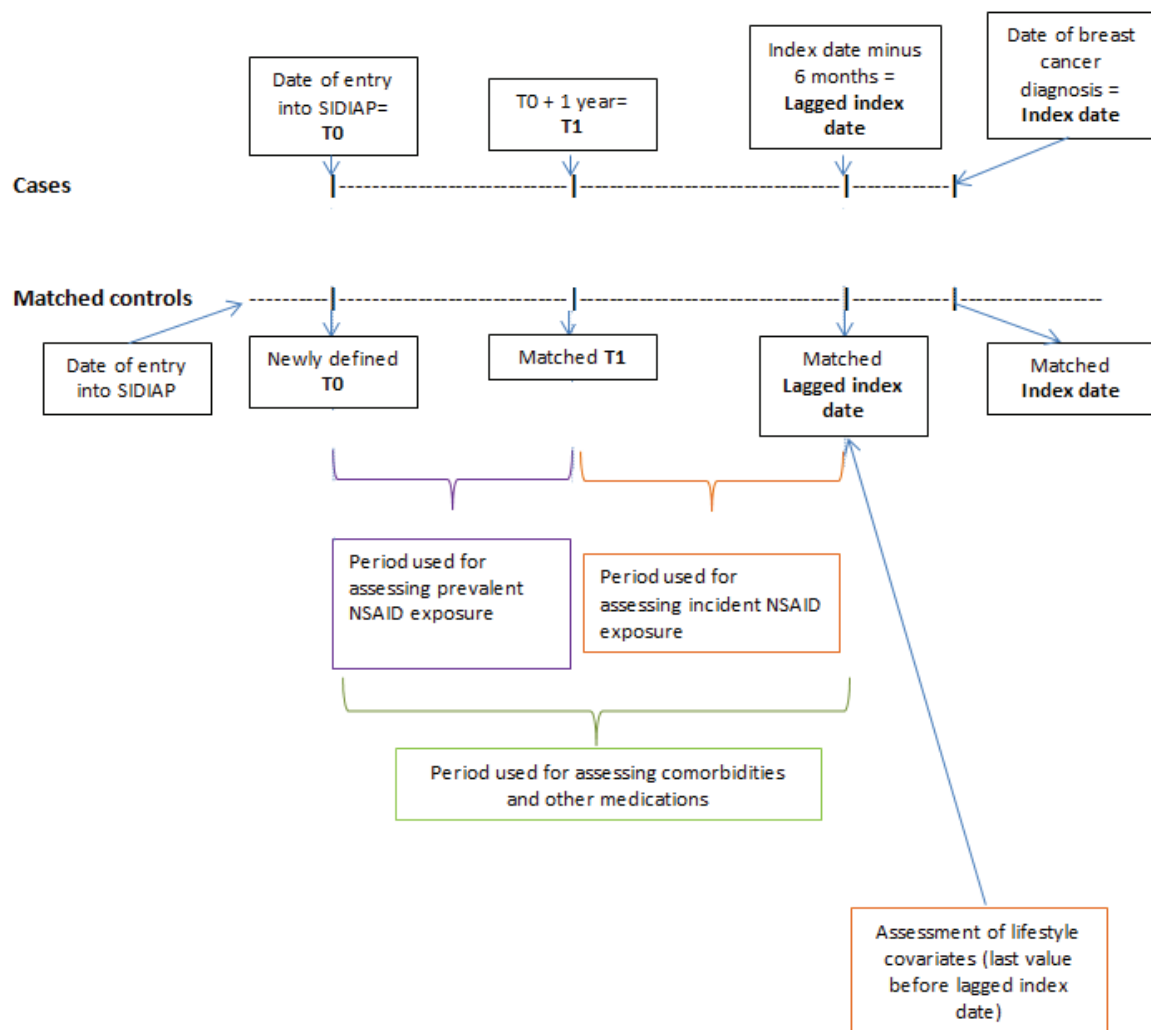 Date of entry
into SIDIAP=
T0
T0 + 1 year=
T1
Index date minus
6 months =
Lagged index
date
Date of breast
cancer
diagnosis =
Index date
Cases
Matched controls
Date of entry
into SIDIAP
Newly defined
T0
Matched T1
Matched
Lagged index
date
Matched
Index date
Period used for
assessing prevalent
NSAID exposure
Period used for
assessing incident NSAID
exposure
Period used for assessing comorbidities
and other medications
Assessment of lifestyle
covariates (last value
before lagged index
date)